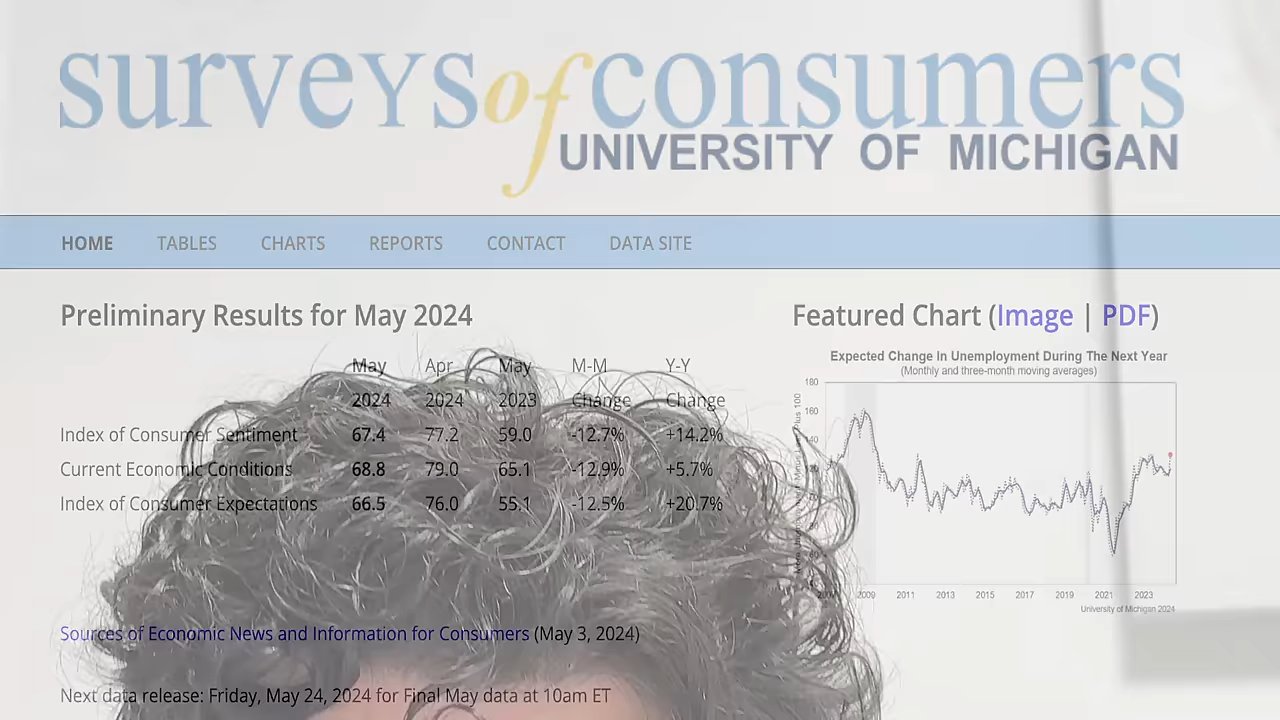 surveys of consumers
UNIVERSITY OF MICHIGAN
HOME TABLES CHARTS REPORTS CONTACT DATA SITE
Preliminary Results for May 2024
May Apr May M-M Y-Y
2024 2024 2023 Change Change
Index of Consumer Sentiment 67.4 77.2 59.0 -12.7% +14.2%
Current Economic Conditions 68.8 79.0 65.1 -12.9% +5.7%
Index of Consumer Expectations 66.5 76.0 55.1 -12.5% +20.7%
Sources of Economic News and Information for Consumers (May 3, 2024)
Next data release: Friday, May 24, 2024 for Final May data at 10am ET
Featured Chart (Image | PDF)
Expected Change in Unemployment During The Next Year
(Monthly and three-month moving averages)
180
160
140
2009 2011 2013 2015 2017 2019 2021 2023
University of Michigan 2024